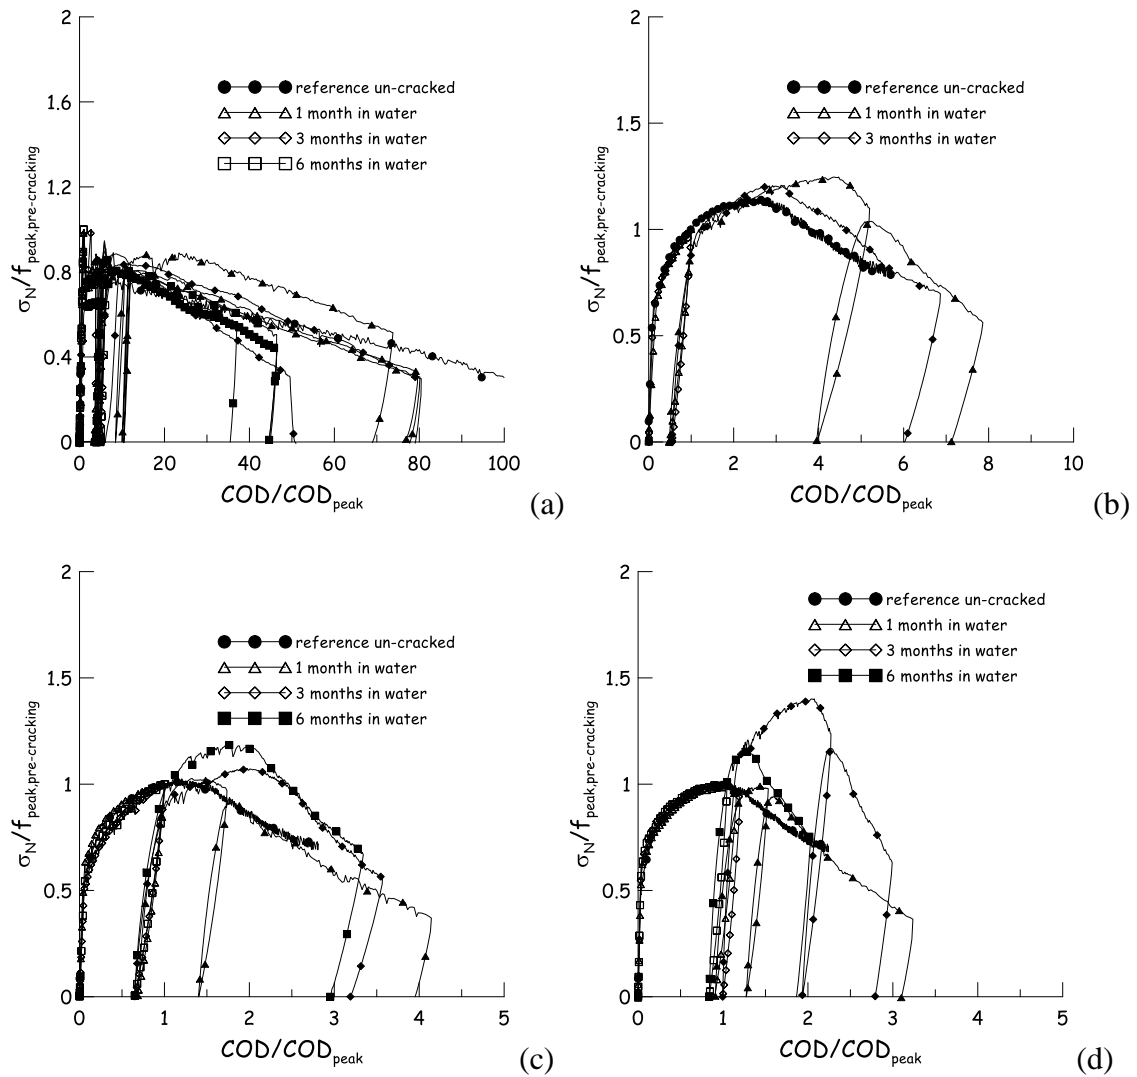 2
1.6
1.2
0.8
0.4
0
σN/fpeak,pre-cracking
reference un-cracked
1 month in water
3 months in water
6 months in water
0 20 40 60 80 100
COD/CODpeak
(a)
2
1.5
1
0.5
0
σN/fpeak,pre-cracking
reference un-cracked
1 month in water
3 months in water
0 2 4 6 8 10
COD/CODpeak
(b)
2
1.5
1
0.5
0
σN/fpeak,pre-cracking
reference un-cracked
1 month in water
3 months in water
6 months in water
0 1 2 3 4 5
COD/CODpeak
(c)
2
1.5
1
0.5
0
σN/fpeak,pre-cracking
reference un-cracked
1 month in water
3 months in water
6 months in water
0 1 2 3 4 5
COD/CODpeak
(d)